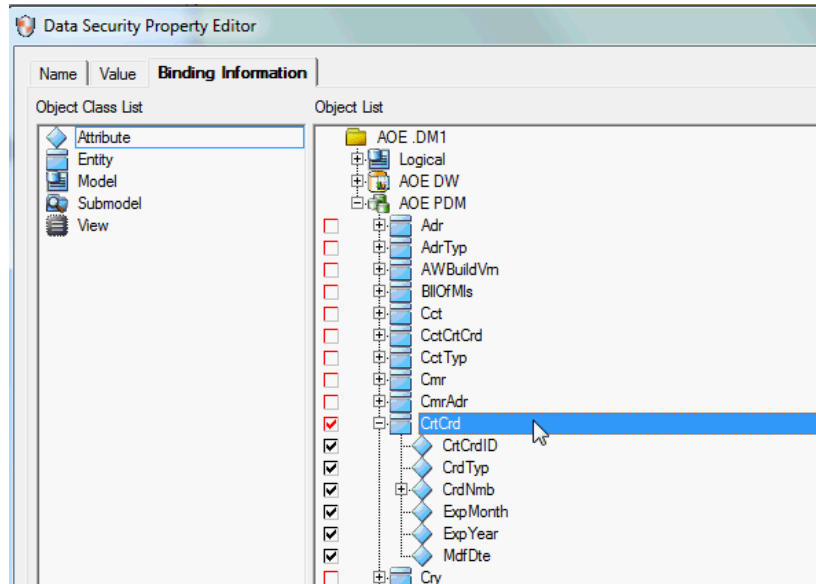 Data Security Property Editor
Name Value Binding Information
Object Class List
Object List
Attribute
Entity
Model
Submodel
View
AOE .DM1
Logical
AOE DW
AOE PDM
Adr
AdrTyp
AWBuildVrn
BllOfMls
Cct
CctCrtCrd
CctTyp
Cmr
CmrAdr
CrtCrd
CrtCrdID
CrdTyp
CrdNmb
ExpMonth
ExpYear
MdfDte
Cry